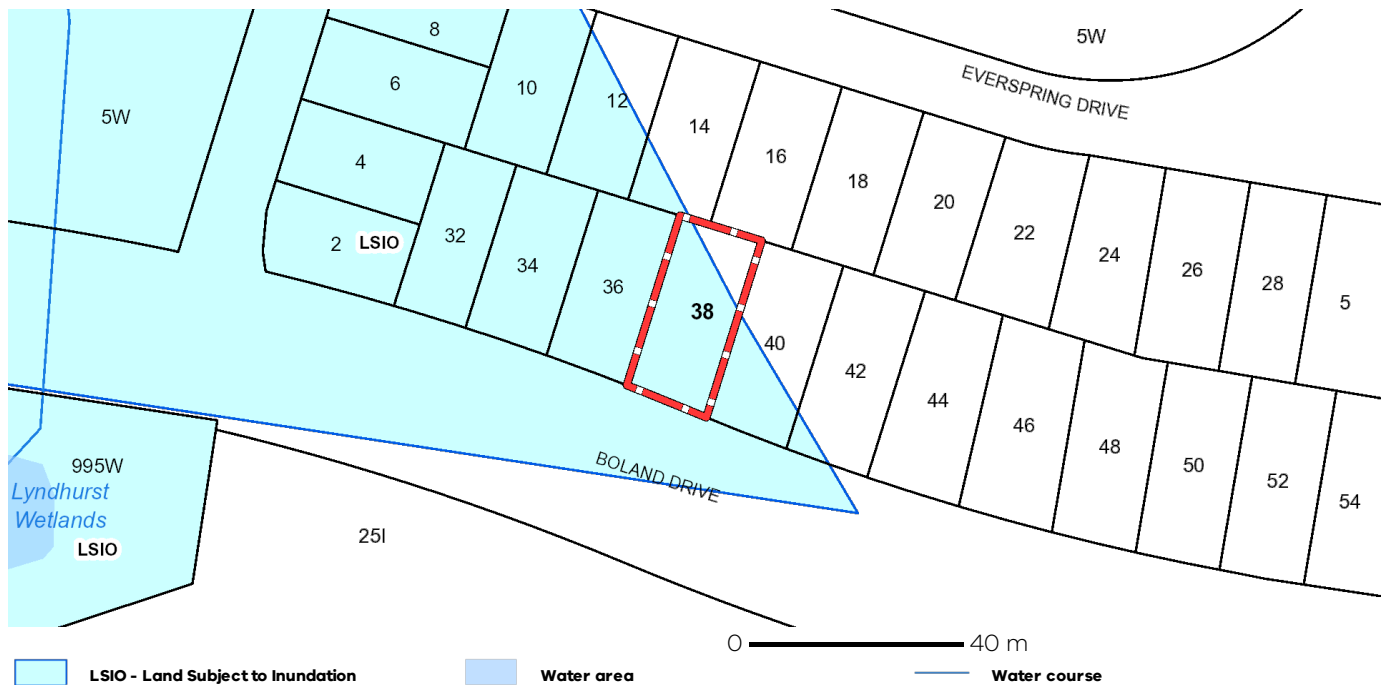 8
5W
6
10
12
EVERSPRING DRIVE
5W
14
16
4
18
20
22
24
26
28
5
2
LSIO
32
34
36
38
40
42
44
46
48
50
52
54
995W
Lyndhurst
Wetlands
LSIO
BOLAND DRIVE
25I
0
40 m
LSIO - Land Subject to Inundation
Water area
Water course